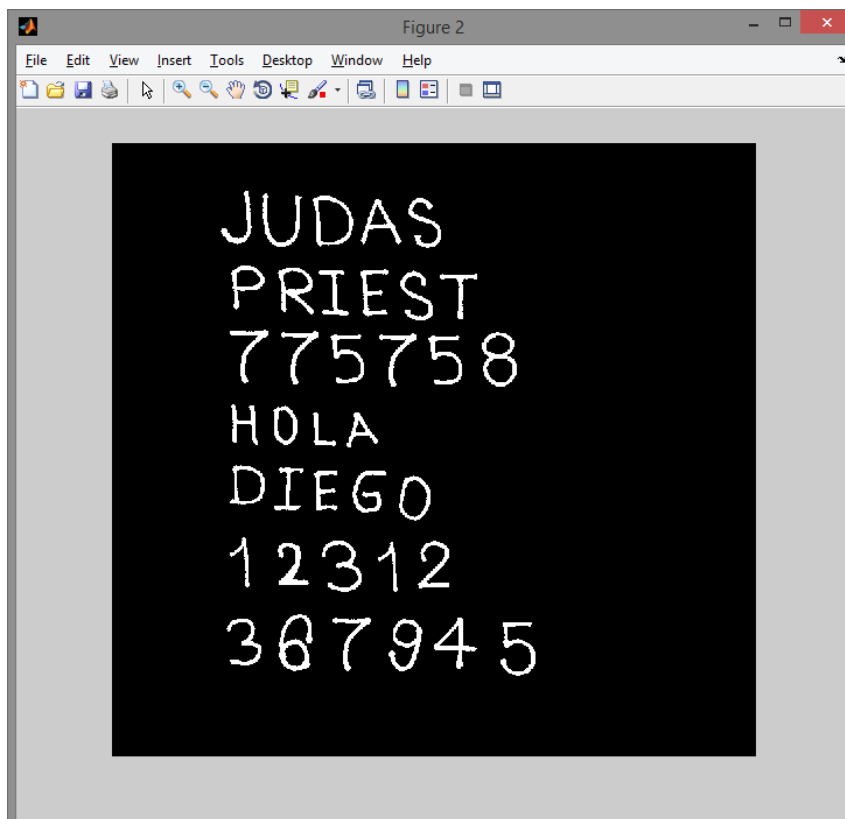 Figure 2
File Edit View Insert Tools Desktop Window Help
JUDAS
PRIEST
775758
HOLA
DIEGO
12312
367945